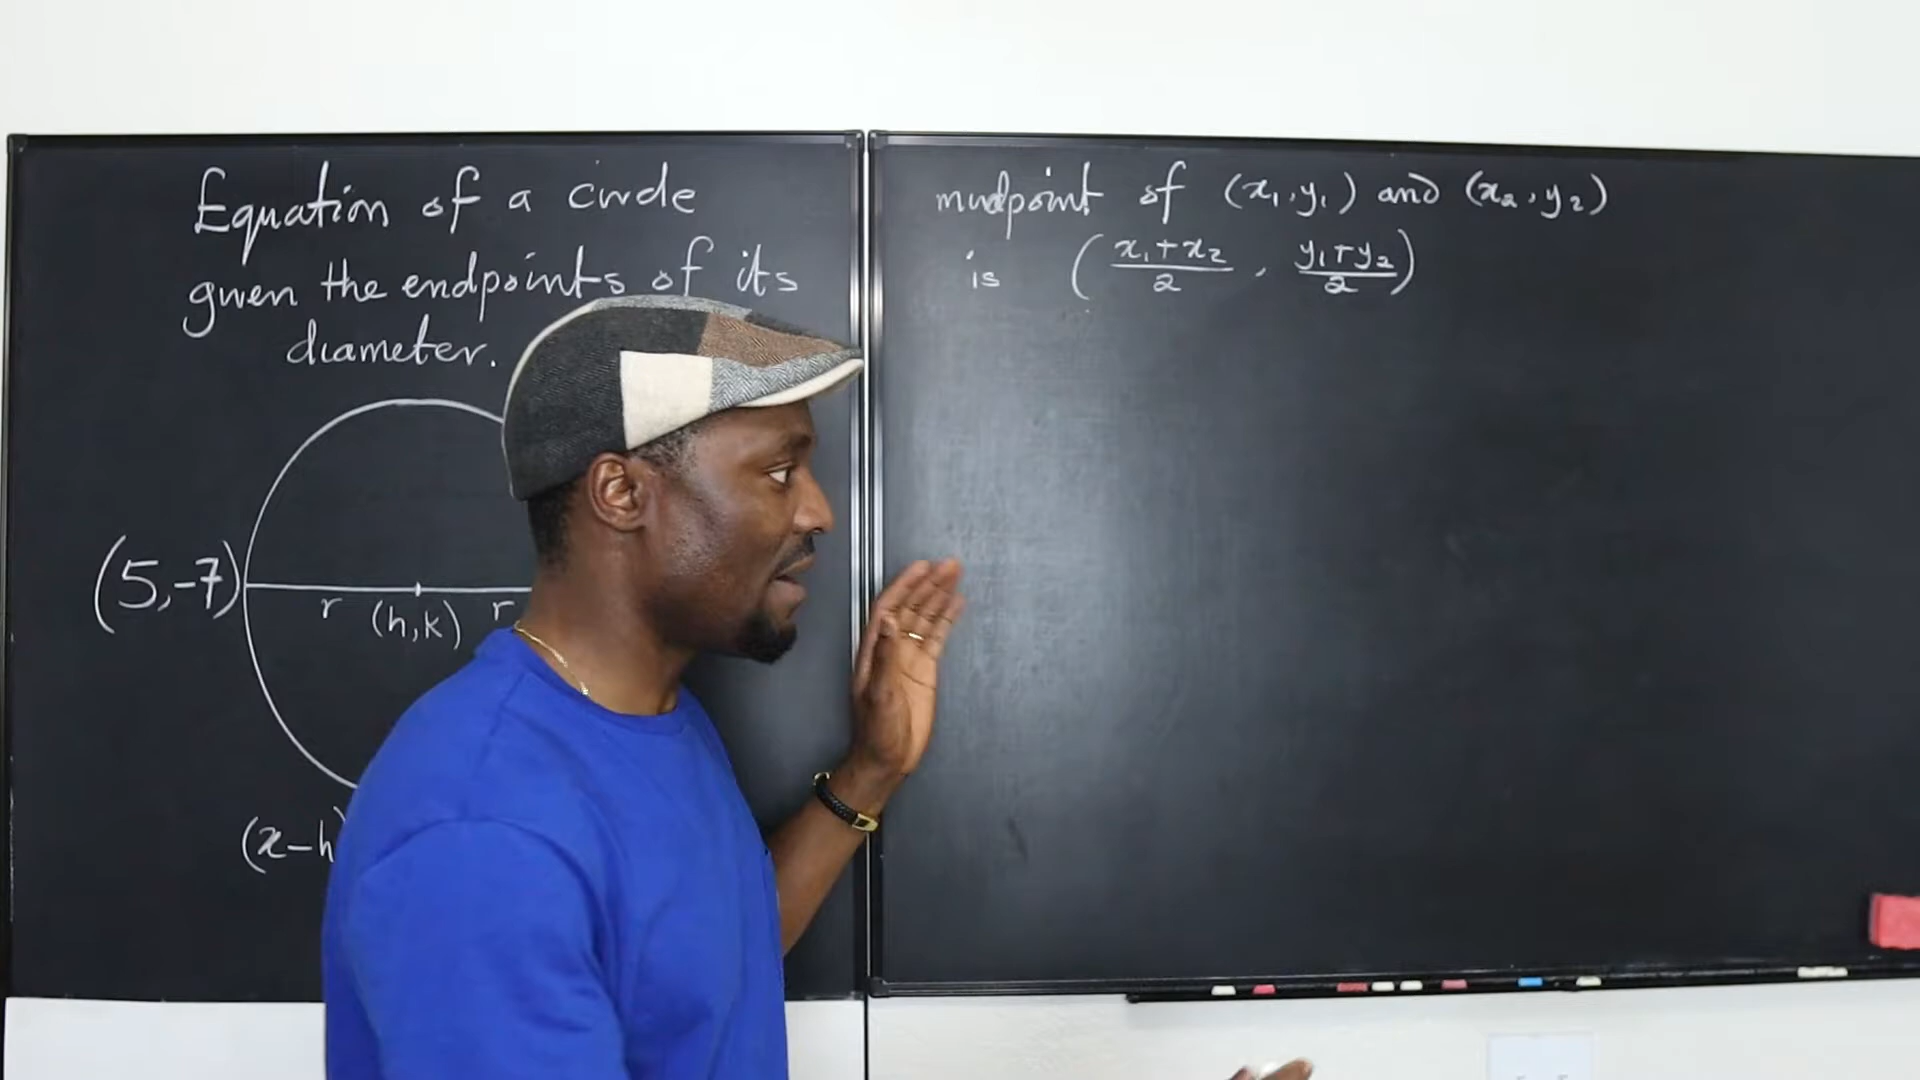 Equation of a circle
given the endpoints of its
diameter.
(5,-7)
r (h,k) r
(x-h)
midpoint of (x₁,y₁) and (x₂,y₂)
is (x₁+x₂/2, y₁+y₂/2)